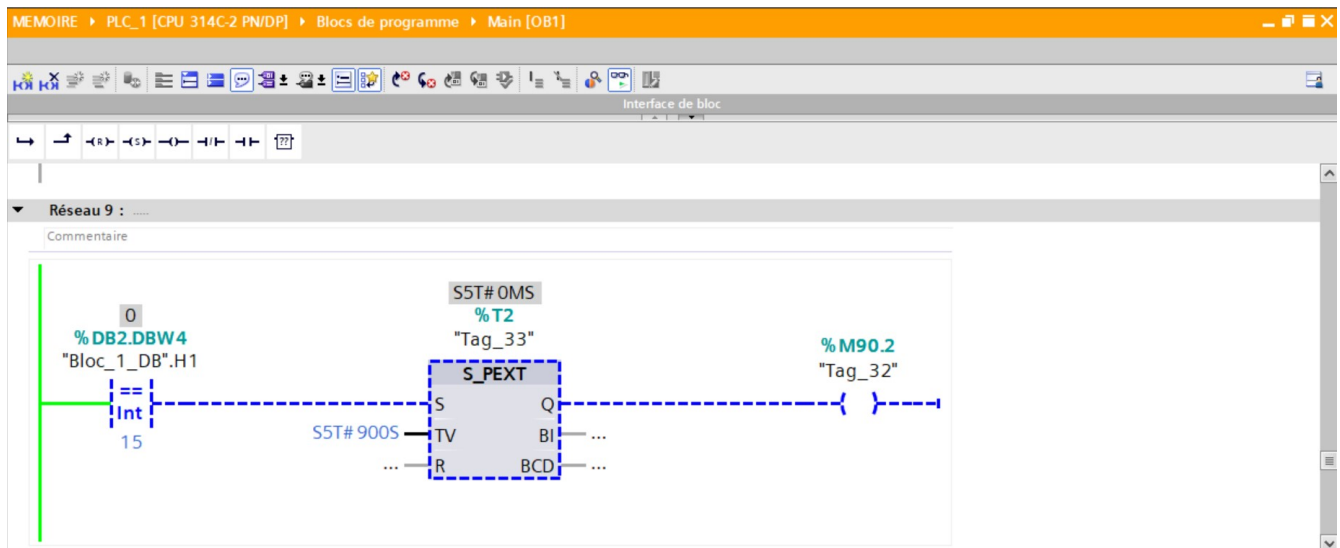 MEMOIRE ▸ PLC_1 [CPU 314C-2 PN/DP] ▸ Blocs de programme ▸ Main [OB1]
Interface de bloc
(R) (S) ( ) / ??
Réseau 9 : .....
Commentaire
S5T#0MS
0
%T2
%DB2.DBW4
"Tag_33"
%M90.2
"Bloc_1_DB".H1
"Tag_32"
S_PEXT
==
Int
S
Q
15
S5T#900S
TV
BI
...
...
R
BCD
...